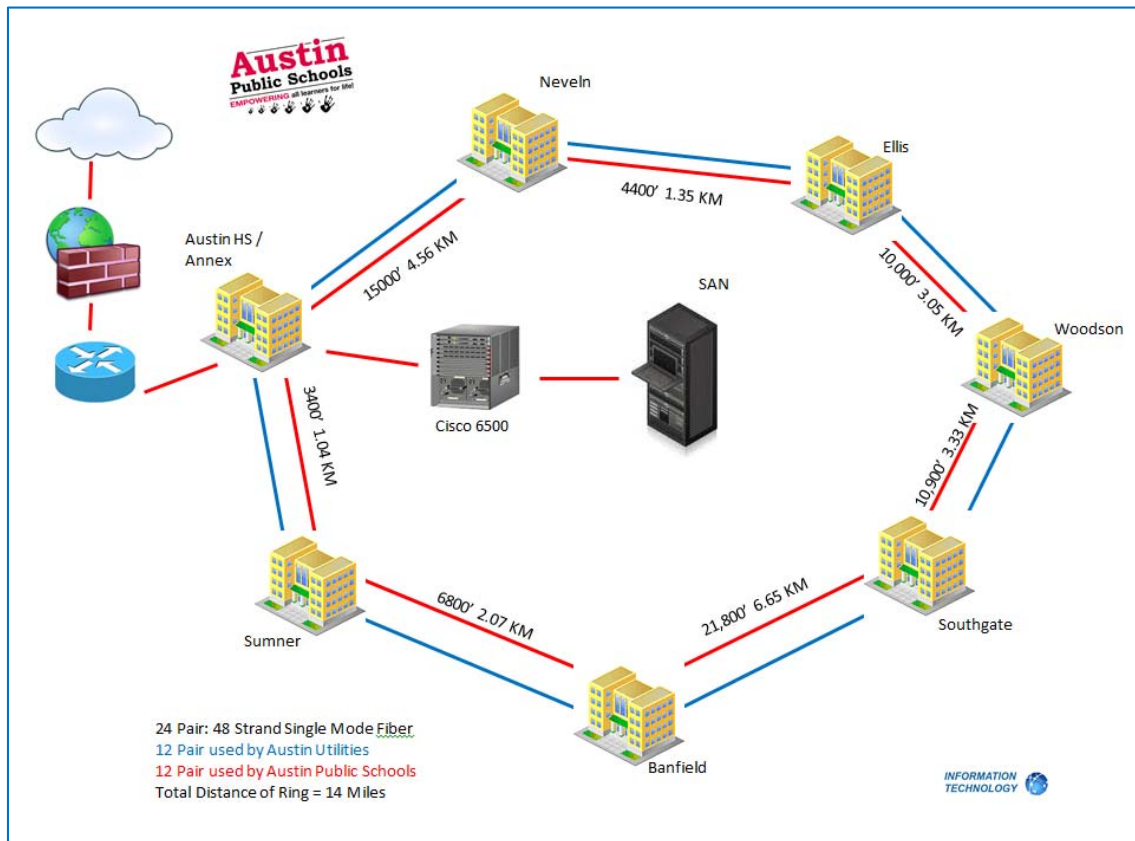 Austin
Public Schools
EMPOWERING all learners for life!
Neveln
Ellis
4400' 1.35 KM
Austin HS /
Annex
15000' 4.56 KM
10,000' 3.05 KM
SAN
Woodson
Cisco 6500
3400' 1.04 KM
10,900' 3.33 KM
6800' 2.07 KM
21,800' 6.65 KM
Southgate
Sumner
Banfield
24 Pair: 48 Strand Single Mode Fiber
12 Pair used by Austin Utilities
12 Pair used by Austin Public Schools
Total Distance of Ring = 14 Miles
INFORMATION
TECHNOLOGY